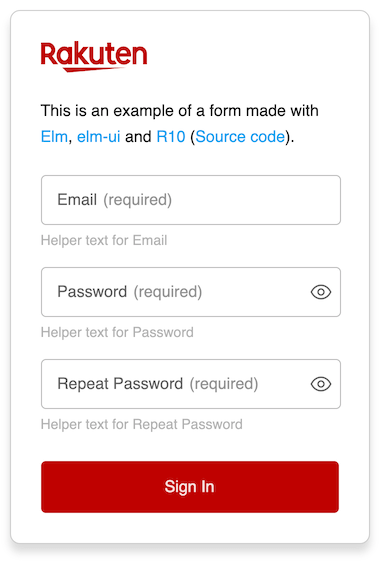 Rakuten
This is an example of a form made with
Elm, elm-ui and R10 (Source code).
Email (required)
Helper text for Email
Password (required)
Helper text for Password
Repeat Password (required)
Helper text for Repeat Password
Sign In